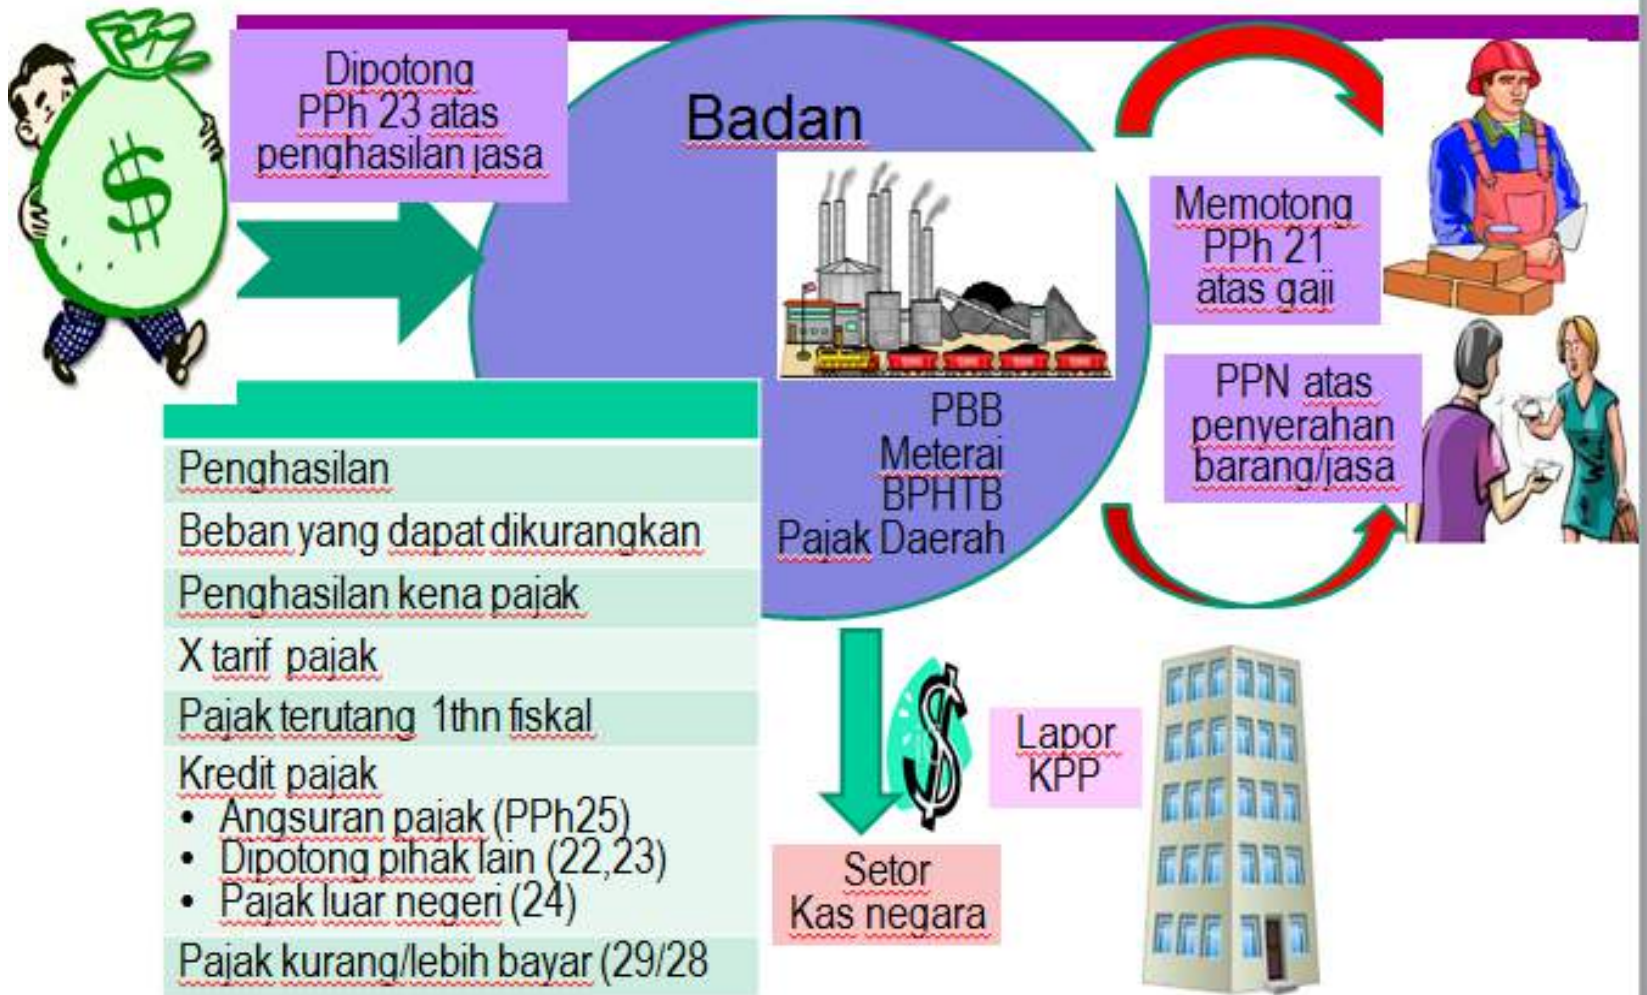 Dipotong
PPh 23 atas
penghasilan jasa
Badan
Memotong
PPh 21
atas gaji
PPN atas
penyerahan
barang/jasa
PBB
Meterai
BPHTB
Pajak Daerah
Penghasilan
Beban yang dapat dikurangkan
Penghasilan kena pajak
X tarif pajak
Pajak terutang 1thn fiskal
Kredit pajak
• Angsuran pajak (PPh25)
• Dipotong pihak lain (22,23)
• Pajak luar negeri (24)
Pajak kurang/lebih bayar (29/28
Setor
Kas negara
Lapor
KPP